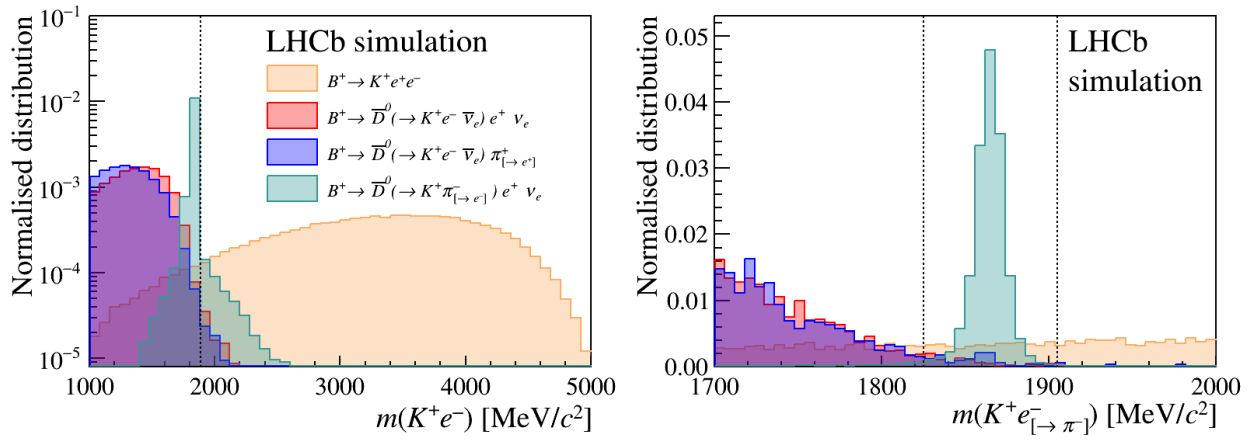 Normalised distribution
10⁻¹
10⁻²
10⁻³
10⁻⁴
10⁻⁵
LHCb simulation
B⁺→ K⁺e⁺e⁻
B⁺→ D̅⁰(→ K⁺e⁻ ν̅ₑ) e⁺ νₑ
B⁺→ D̅⁰(→ K⁺e⁻ ν̅ₑ) π⁺[→ e⁺]
B⁺→ D̅⁰(→ K⁺π⁻[→ e⁻]) e⁺ νₑ
1000 2000 3000 4000 5000
m(K⁺e⁻) [MeV/c²]
Normalised distribution
0.05
0.04
0.03
0.02
0.01
0.00
LHCb
simulation
1700 1800 1900 2000
m(K⁺e⁻[→ π⁻]) [MeV/c²]